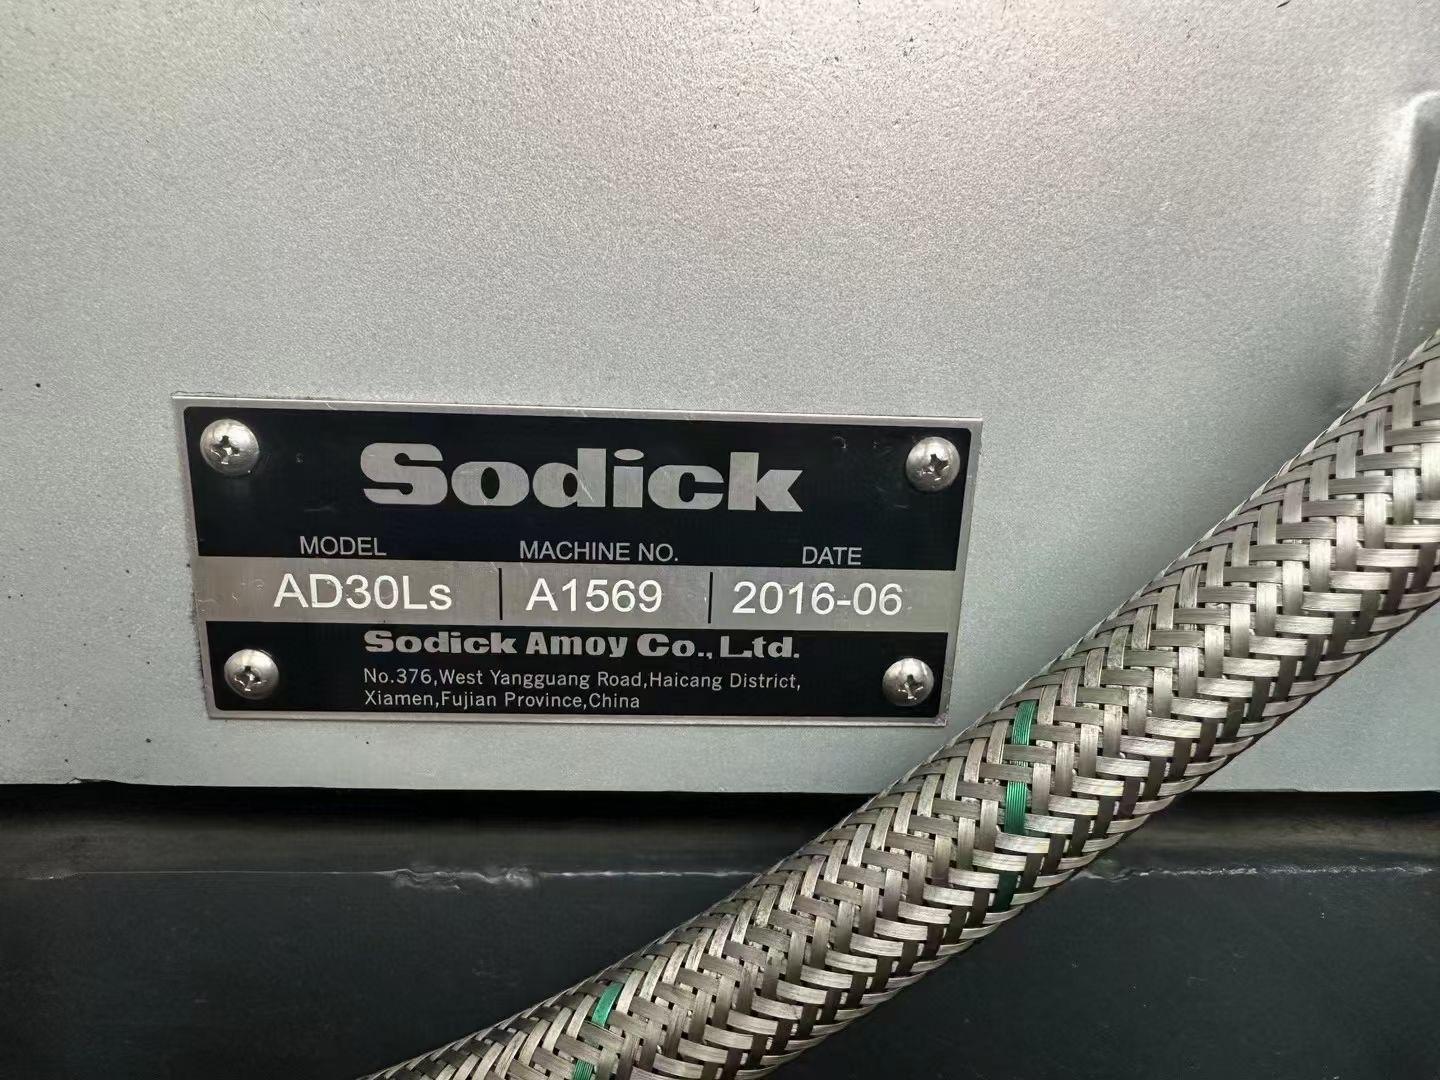 Sodick
MODEL MACHINE NO. DATE
AD30Ls A1569 2016-06
Sodick Amoy Co., Ltd.
No.376,West Yangguang Road,Haicang District,
Xiamen,Fujian Province,China